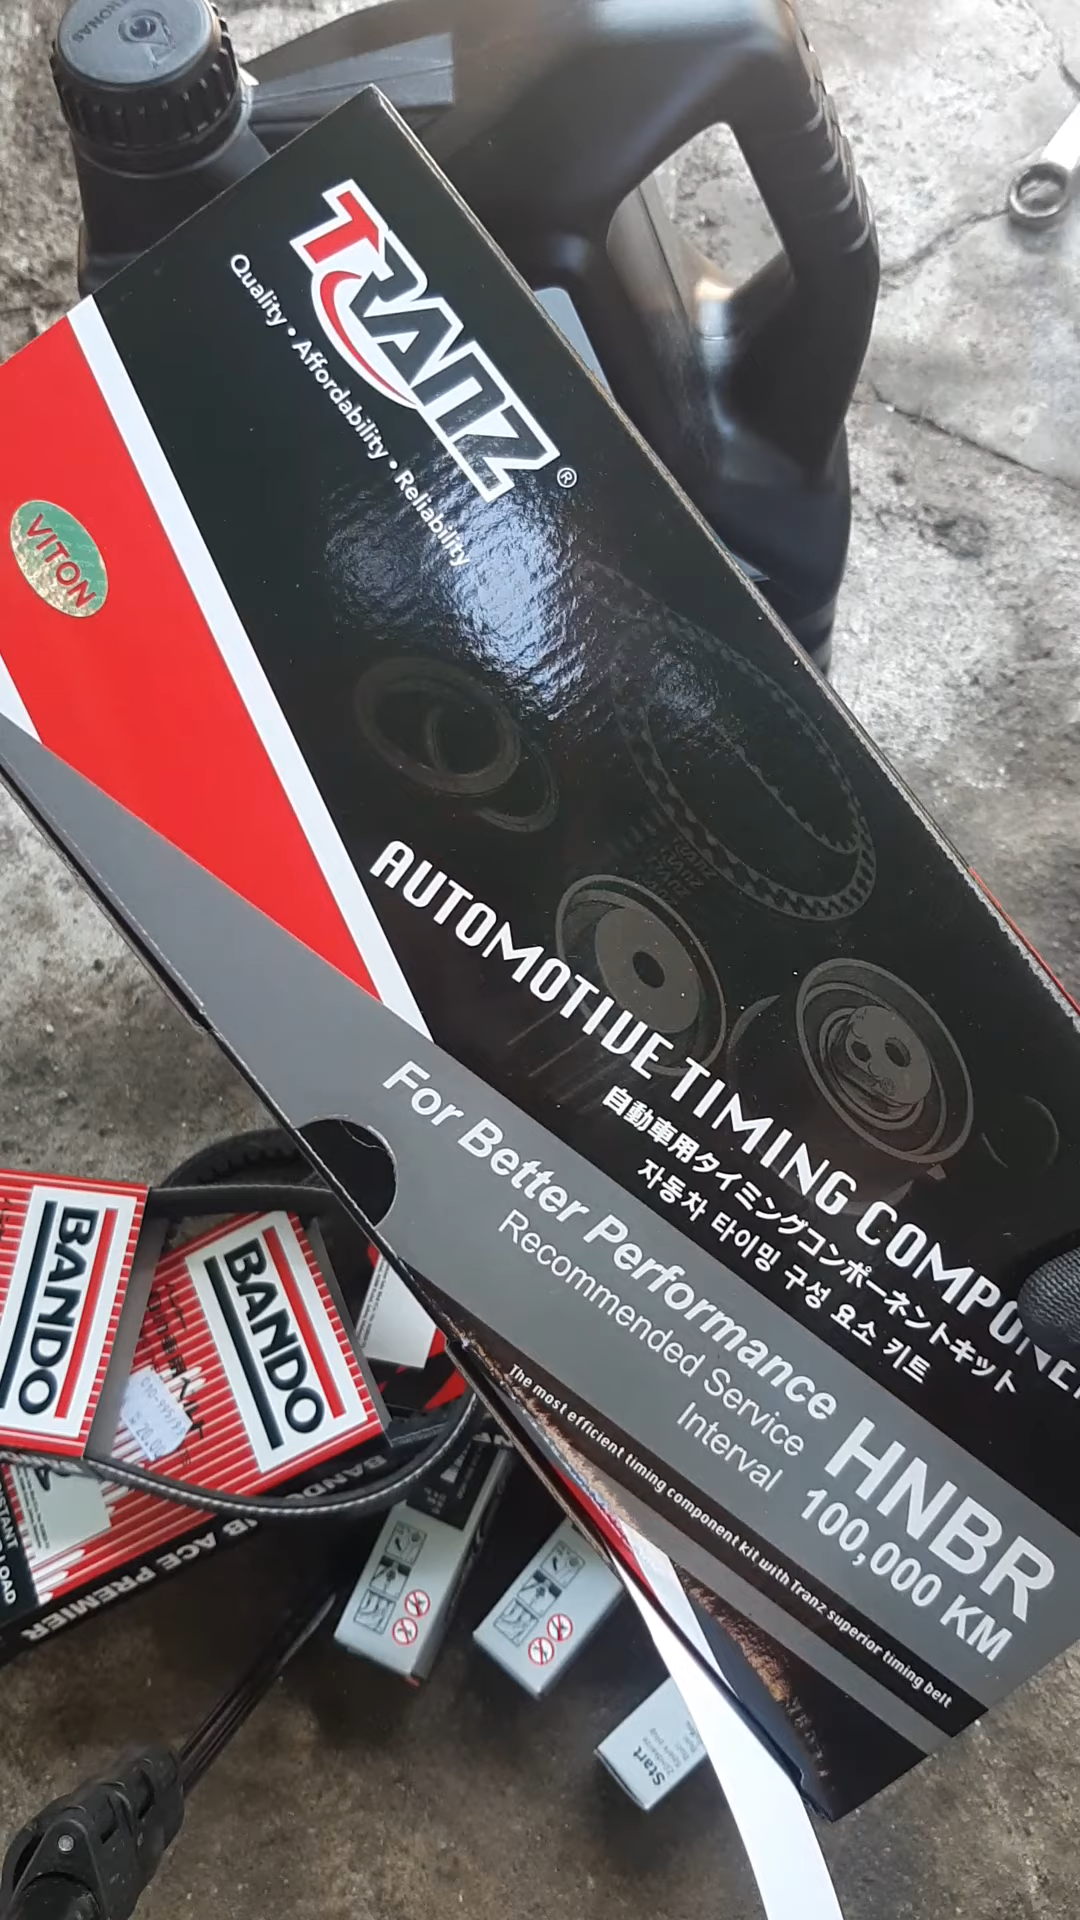 TRANZ®
Quality • Affordability • Reliability
VITON
AUTOMOTIVE TIMING
自動車用タイミングコンポーネントキット
자동차 타이밍 구성 요소 키트
For Better Performance
HNBR
Recommended Service
Interval
100,000 KM
The most efficient timing component kit with Tranz superior timing belt
BANDO
BANDO
ACE PREMIER
Start